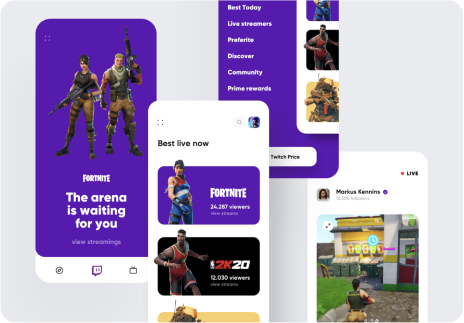 FORTNITE
The arena
is waiting
for you
view streamings
Best live now
FORTNITE
24.287 viewers
view streams
2K20
12.030 viewers
view streams
Best Today
Live streamers
Preferite
Discover
Community
Prime rewards
Twitch Price
LIVE
Markus Kennins
12.304 followers